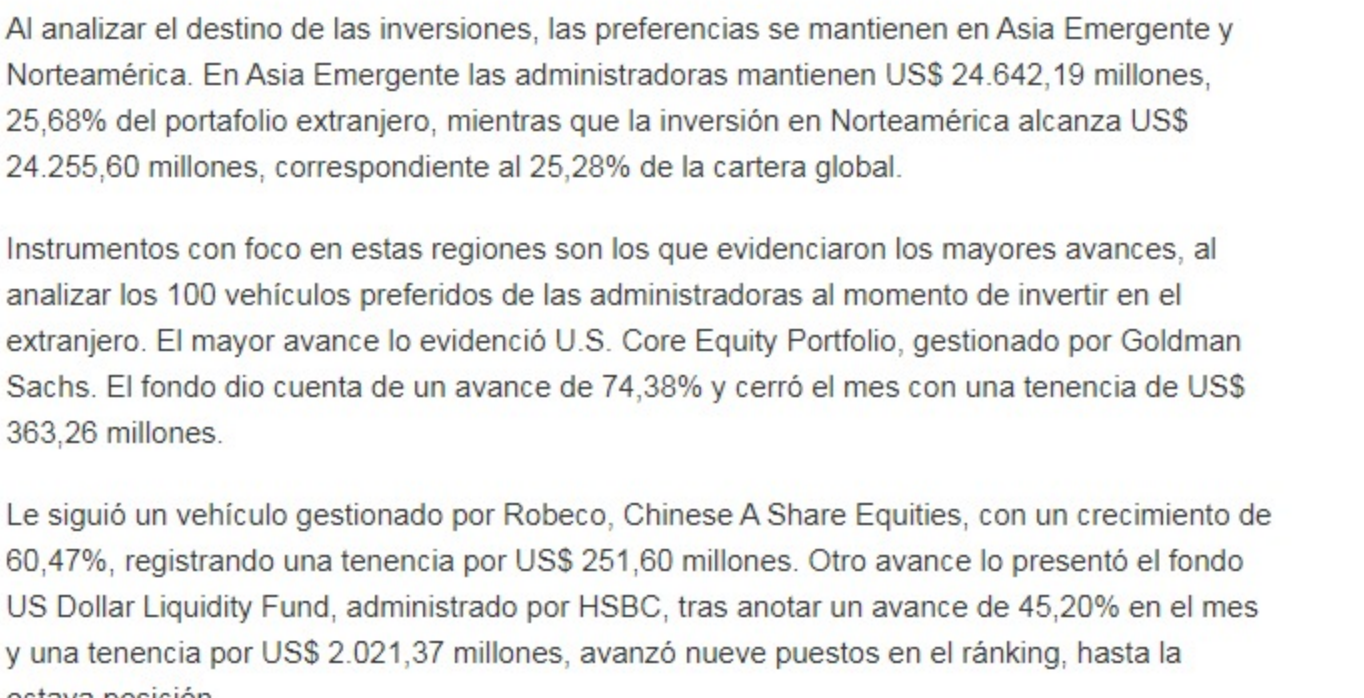 Al analizar el destino de las inversiones, las preferencias se mantienen en Asia Emergente y
Norteamérica. En Asia Emergente las administradoras mantienen US$ 24.642,19 millones,
25,68% del portafolio extranjero, mientras que la inversión en Norteamérica alcanza US$
24.255,60 millones, correspondiente al 25,28% de la cartera global.
Instrumentos con foco en estas regiones son los que evidenciaron los mayores avances, al
analizar los 100 vehículos preferidos de las administradoras al momento de invertir en el
extranjero. El mayor avance lo evidenció U.S. Core Equity Portfolio, gestionado por Goldman
Sachs. El fondo dio cuenta de un avance de 74,38% y cerró el mes con una tenencia de US$
363,26 millones.
Le siguió un vehículo gestionado por Robeco, Chinese A Share Equities, con un crecimiento de
60,47%, registrando una tenencia por US$ 251,60 millones. Otro avance lo presentó el fondo
US Dollar Liquidity Fund, administrado por HSBC, tras anotar un avance de 45,20% en el mes
y una tenencia por US$ 2.021,37 millones, avanzó nueve puestos en el ránking, hasta la